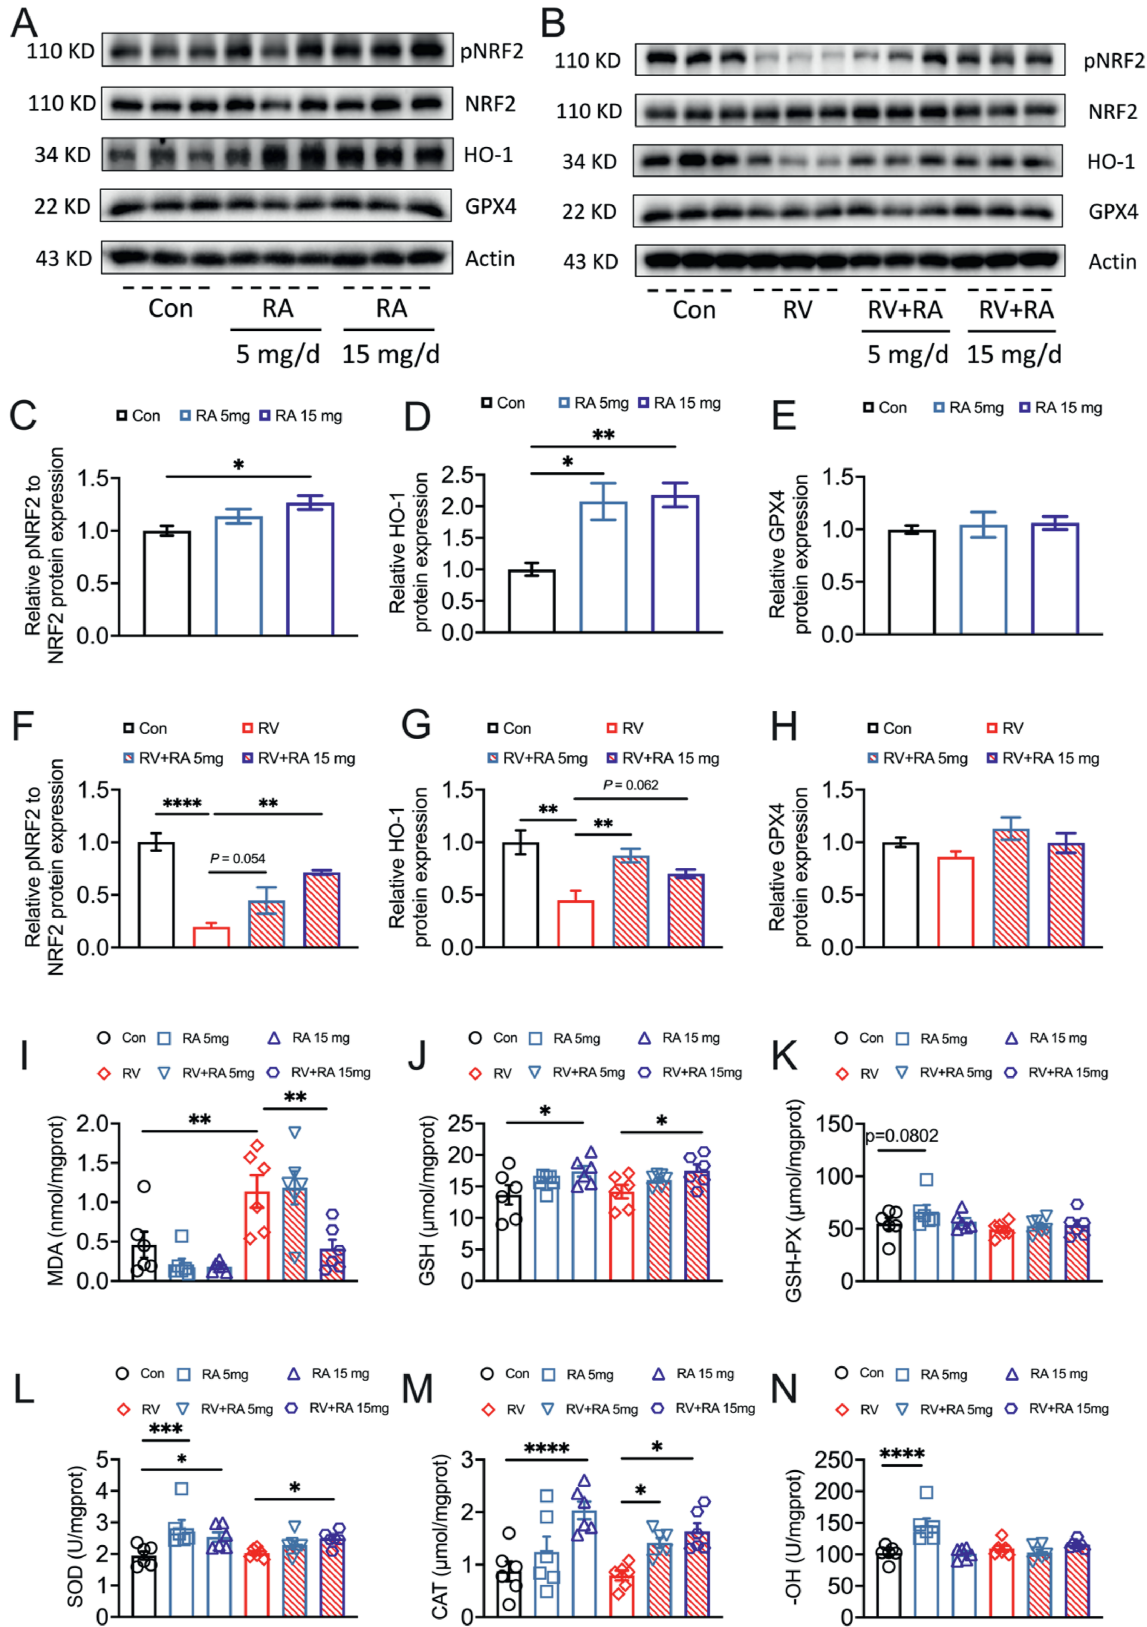 A
110 KD pNRF2
110 KD NRF2
34 KD HO-1
22 KD GPX4
43 KD Actin
Con RA RA
5 mg/d 15 mg/d
B
110 KD pNRF2
110 KD NRF2
34 KD HO-1
22 KD GPX4
43 KD Actin
Con RV RV+RA RV+RA
5 mg/d 15 mg/d
C
Con RA 5mg RA 15 mg
Relative pNRF2 to
NRF2 protein expression
1.5
1.0
0.5
0.0
*
D
Con RA 5mg RA 15 mg
Relative HO-1
protein expression
2.5
2.0
1.5
1.0
0.5
0.0
**
*
E
Con RA 5mg RA 15 mg
Relative GPX4
protein expression
1.5
1.0
0.5
0.0
F
Con RV
RV+RA 5mg RV+RA 15 mg
Relative pNRF2 to
NRF2 protein expression
1.5
1.0
0.5
0.0
**** **
P = 0.054
G
Con RV
RV+RA 5mg RV+RA 15 mg
Relative HO-1
protein expression
1.5
1.0
0.5
0.0
P = 0.062
**
**
H
Con RV
RV+RA 5mg RV+RA 15 mg
Relative GPX4
protein expression
1.5
1.0
0.5
0.0
I
Con RA 5mg RA 15 mg
RV RV+RA 5mg RV+RA 15mg
MDA (nmol/mgprot)
2.0
1.5
1.0
0.5
0.0
**
**
J
Con RA 5mg RA 15 mg
RV RV+RA 5mg RV+RA 15mg
GSH (μmol/mgprot)
25
20
15
10
5
0
*
*
K
Con RA 5mg RA 15 mg
RV RV+RA 5mg RV+RA 15mg
GSH-PX (μmol/mgprot)
150
100
50
0
p=0.0802
L
Con RA 5mg RA 15 mg
RV RV+RA 5mg RV+RA 15mg
SOD (U/mgprot)
5
4
3
2
1
0
***
*
*
M
Con RA 5mg RA 15 mg
RV RV+RA 5mg RV+RA 15mg
CAT (μmol/mgprot)
3
2
1
0
****
*
*
N
Con RA 5mg RA 15 mg
RV RV+RA 5mg RV+RA 15mg
-OH (U/mgprot)
250
200
150
100
50
0
****